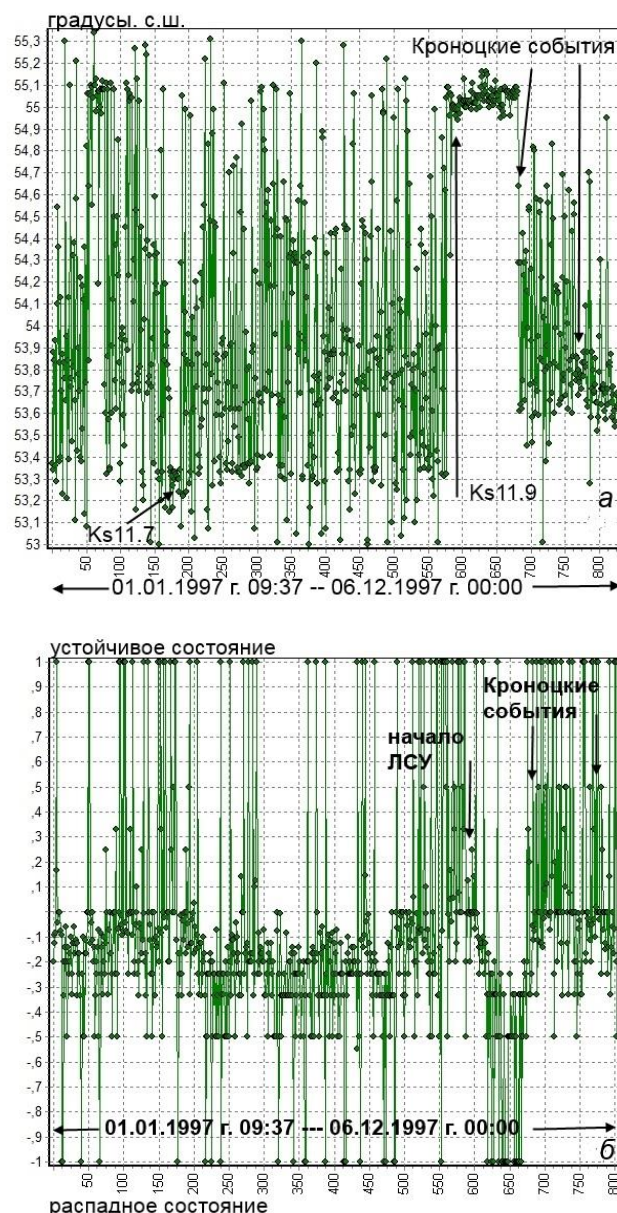 градусы. с.ш.
55,3
Кроноцкие события
55,2
55,1
55
54,9
54,8
54,7
54,6
54,5
54,4
54,3
54,2
54,1
54
53,9
53,8
53,7
53,6
53,5
53,4
53,3
53,2
Ks11.9
а
53,1
Ks11.7
53
50 100 150 200 250 300 350 400 450 500 550 600 650 700 750 800
01.01.1997 г. 09:37 -- 06.12.1997 г. 00:00
устойчивое состояние
1
,9
Кроноцкие
,8
события
,7
начало
,6
ЛСУ
,5
,4
,3
,2
,1
0
-,1
-,2
-,3
-,4
-,5
-,6
-,7
-,8
01.01.1997 г. 09:37 --- 06.12.1997 г. 00:00
-,9
б
-1
50 100 150 200 250 300 350 400 450 500 550 600 650 700 750 800
распадное состояние